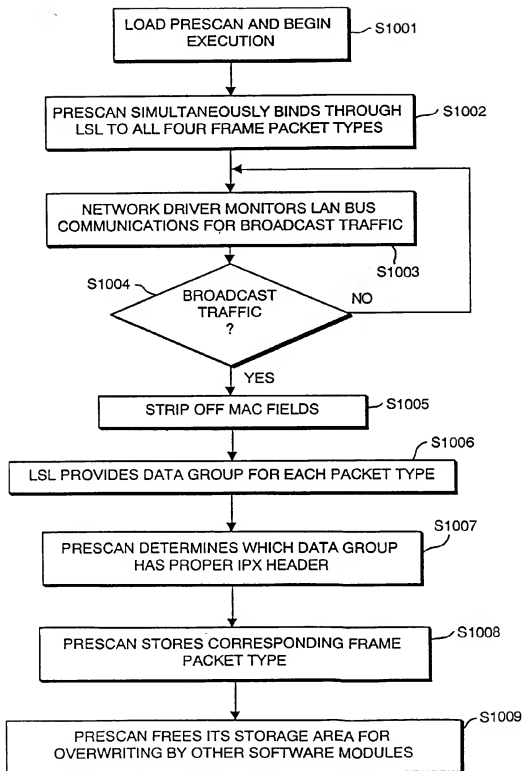 LOAD PRESCAN AND BEGIN
EXECUTION
S1001
PRESCAN SIMULTANEOUSLY BINDS THROUGH
LSL TO ALL FOUR FRAME PACKET TYPES
S1002
NETWORK DRIVER MONITORS LAN BUS
COMMUNICATIONS FOR BROADCAST TRAFFIC
S1003
S1004
BROADCAST
TRAFFIC
?
NO
YES
STRIP OFF MAC FIELDS
S1005
S1006
LSL PROVIDES DATA GROUP FOR EACH PACKET TYPE
S1007
PRESCAN DETERMINES WHICH DATA GROUP
HAS PROPER IPX HEADER
PRESCAN STORES CORRESPONDING FRAME
PACKET TYPE
S1008
S1009
PRESCAN FREES ITS STORAGE AREA FOR
OVERWRITING BY OTHER SOFTWARE MODULES